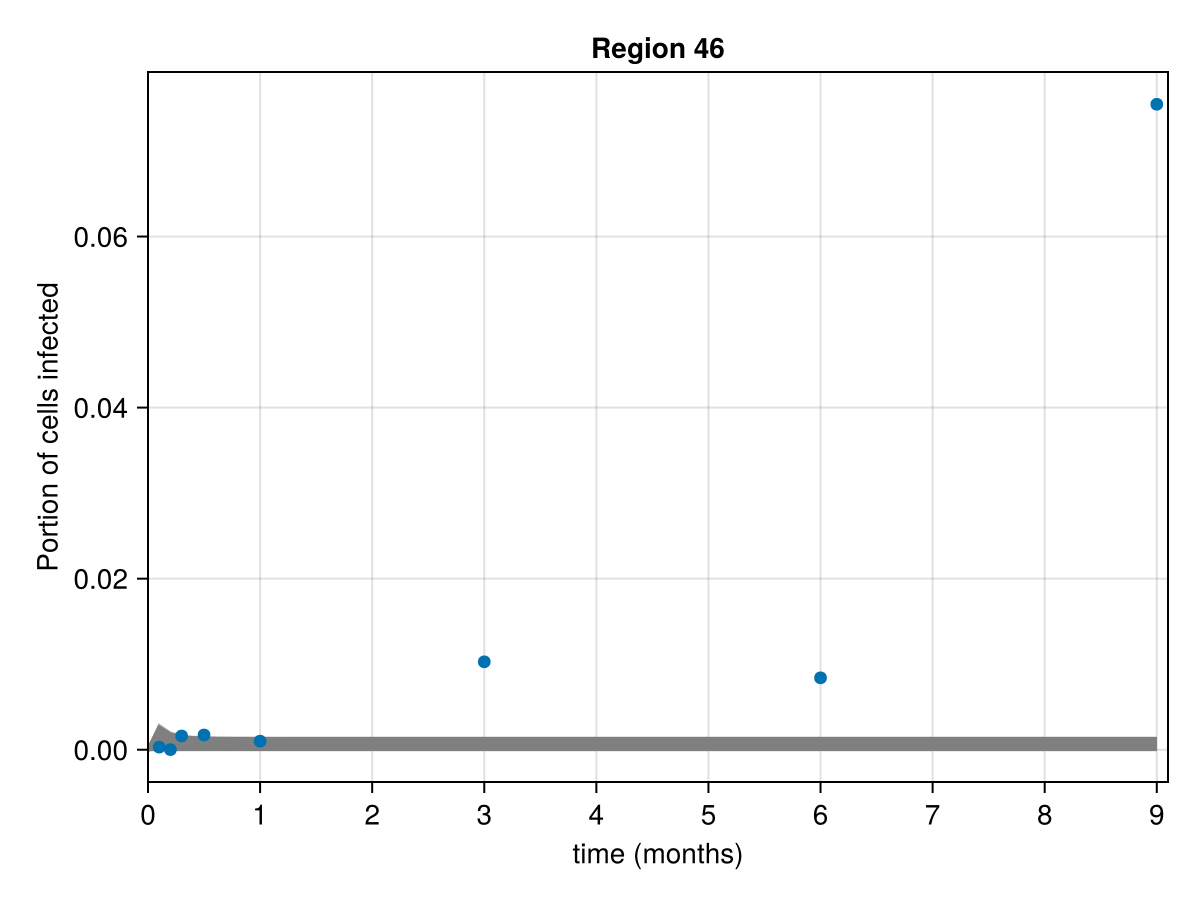 Region 46
Portion of cells infected
0.06
0.04
0.02
0.00
0 1 2 3 4 5 6 7 8 9
time (months)